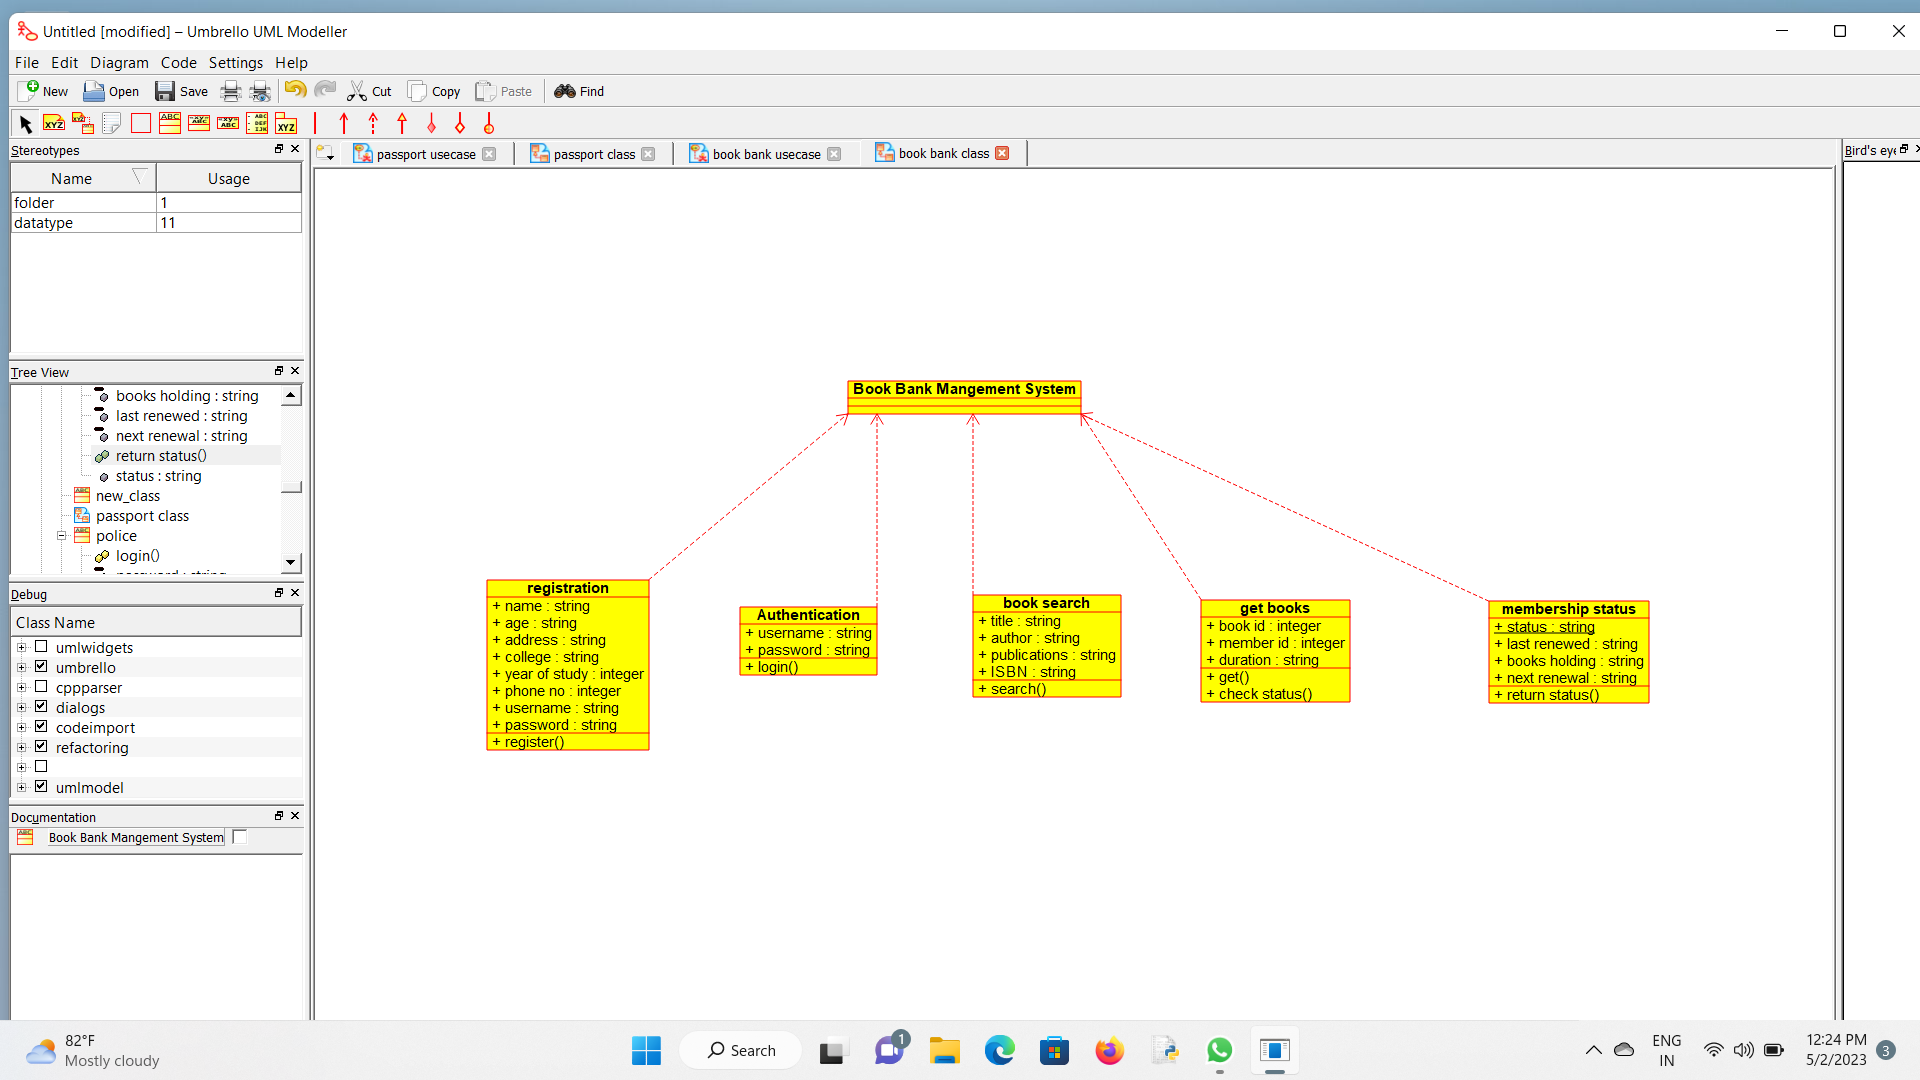 Untitled [modified] – Umbrello UML Modeller
File Edit Diagram Code Settings Help
New Open Save Cut Copy Paste Find
Stereotypes
Name Usage
folder 1
datatype 11
Tree View
books holding : string
last renewed : string
next renewal : string
return status()
status : string
new_class
passport class
police
login()
Debug
Class Name
umlwidgets
umbrello
cppparser
dialogs
codeimport
refactoring
umlmodel
Documentation
Book Bank Mangement System
passport usecase passport class book bank usecase book bank class
Bird's eye
Book Bank Mangement System
registration
+ name : string
+ age : string
+ address : string
+ college : string
+ year of study : integer
+ phone no : integer
+ username : string
+ password : string
+ register()
Authentication
+ username : string
+ password : string
+ login()
book search
+ title : string
+ author : string
+ publications : string
+ ISBN : string
+ search()
get books
+ book id : integer
+ member id : integer
+ duration : string
+ get()
+ check status()
membership status
+ status : string
+ last renewed : string
+ books holding : string
+ next renewal : string
+ return status()
82°F
Mostly cloudy
Search
1
ENG
IN
12:24 PM
5/2/2023
3